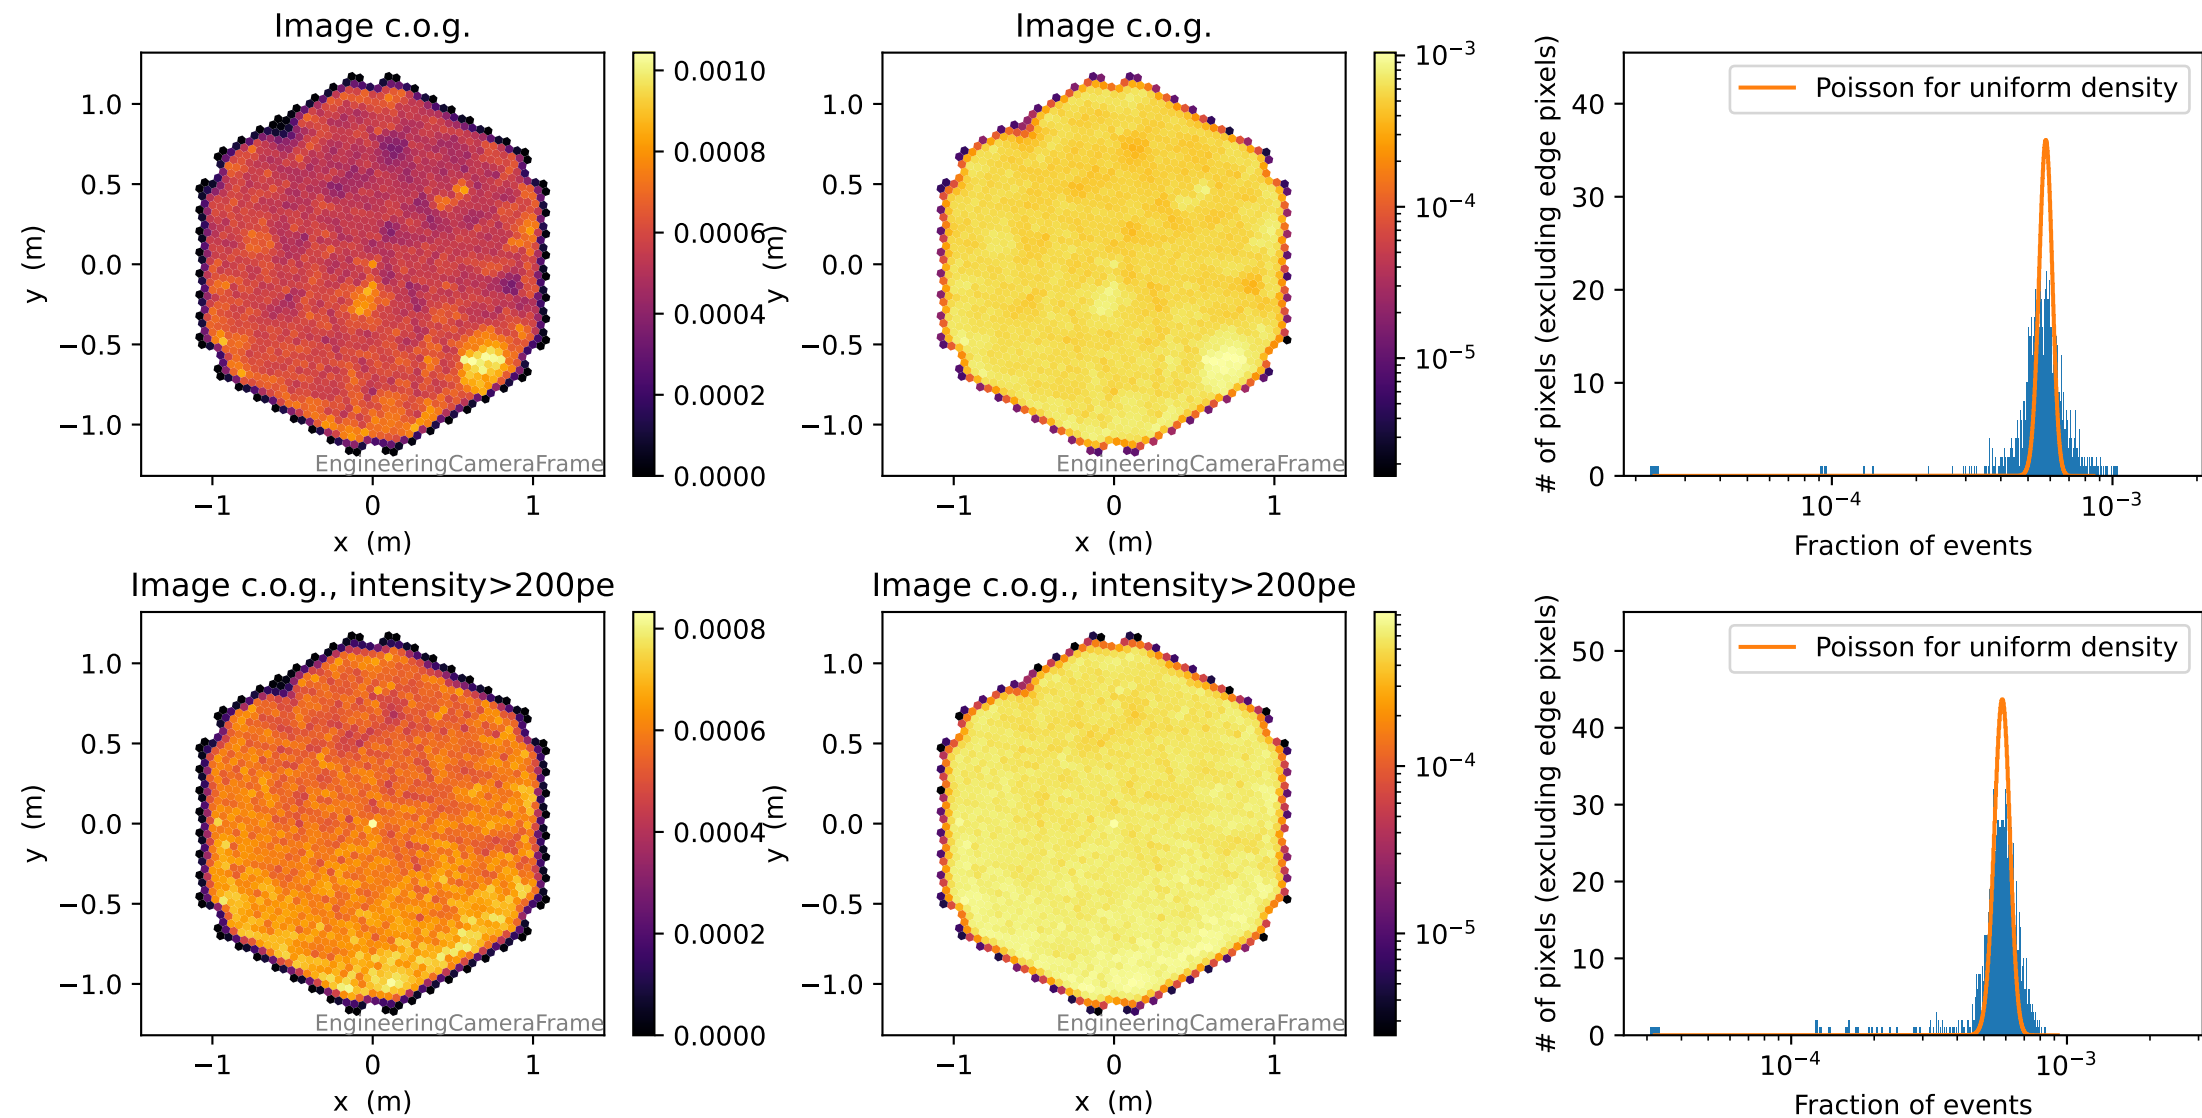 Image c.o.g.
1.0
0.5
0.0
−0.5
−1.0
y (m)
−1
0
1
x (m)
EngineeringCameraFrame
0.0010
0.0008
0.0006
0.0004
0.0002
0.0000
Image c.o.g.
1.0
0.5
0.0
−0.5
−1.0
y (m)
−1
0
1
x (m)
EngineeringCameraFrame
10⁻³
10⁻⁴
10⁻⁵
# of pixels (excluding edge pixels)
40
30
20
10
0
Poisson for uniform density
10⁻⁴
10⁻³
Fraction of events
Image c.o.g., intensity>200pe
1.0
0.5
0.0
−0.5
−1.0
y (m)
−1
0
1
x (m)
EngineeringCameraFrame
0.0008
0.0006
0.0004
0.0002
0.0000
Image c.o.g., intensity>200pe
1.0
0.5
0.0
−0.5
−1.0
y (m)
−1
0
1
x (m)
EngineeringCameraFrame
10⁻⁴
10⁻⁵
# of pixels (excluding edge pixels)
50
40
30
20
10
0
Poisson for uniform density
10⁻⁴
10⁻³
Fraction of events